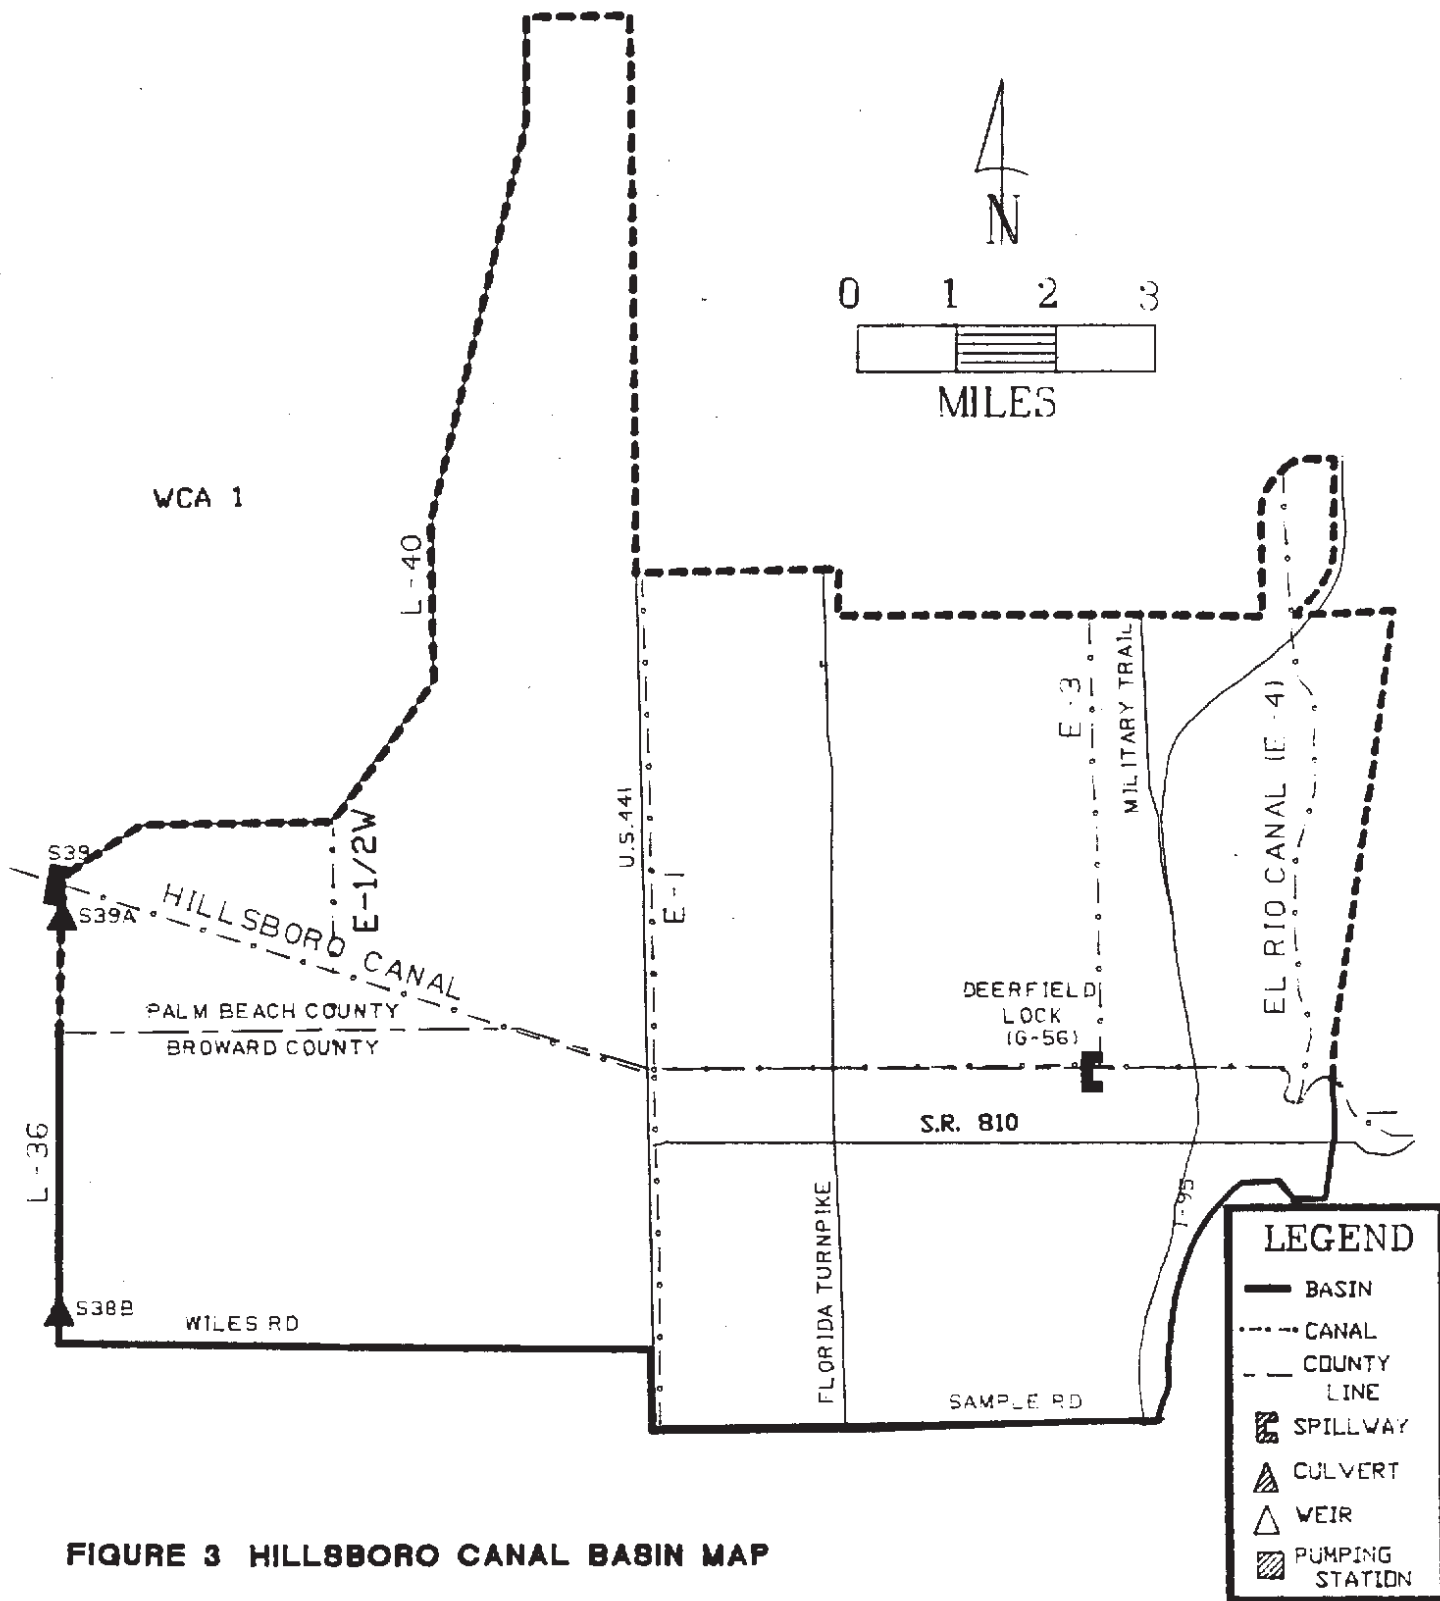 N
0 1 2 3
MILES
WCA 1
L-40
S39
S39A
HILLSBORO CANAL
E-1/2W
PALM BEACH COUNTY
BROWARD COUNTY
L-36
S38B
WILES RD
U.S.441
E-1
FLORIDA TURNPIKE
E-3
MILITARY TRAIL
EL RIO CANAL (E-4)
DEERFIELD
LOCK
(G-56)
S.R. 810
I-95
SAMPLE RD
LEGEND
BASIN
CANAL
COUNTY
LINE
SPILLWAY
CULVERT
WEIR
PUMPING
STATION
FIGURE 3 HILLSBORO CANAL BASIN MAP